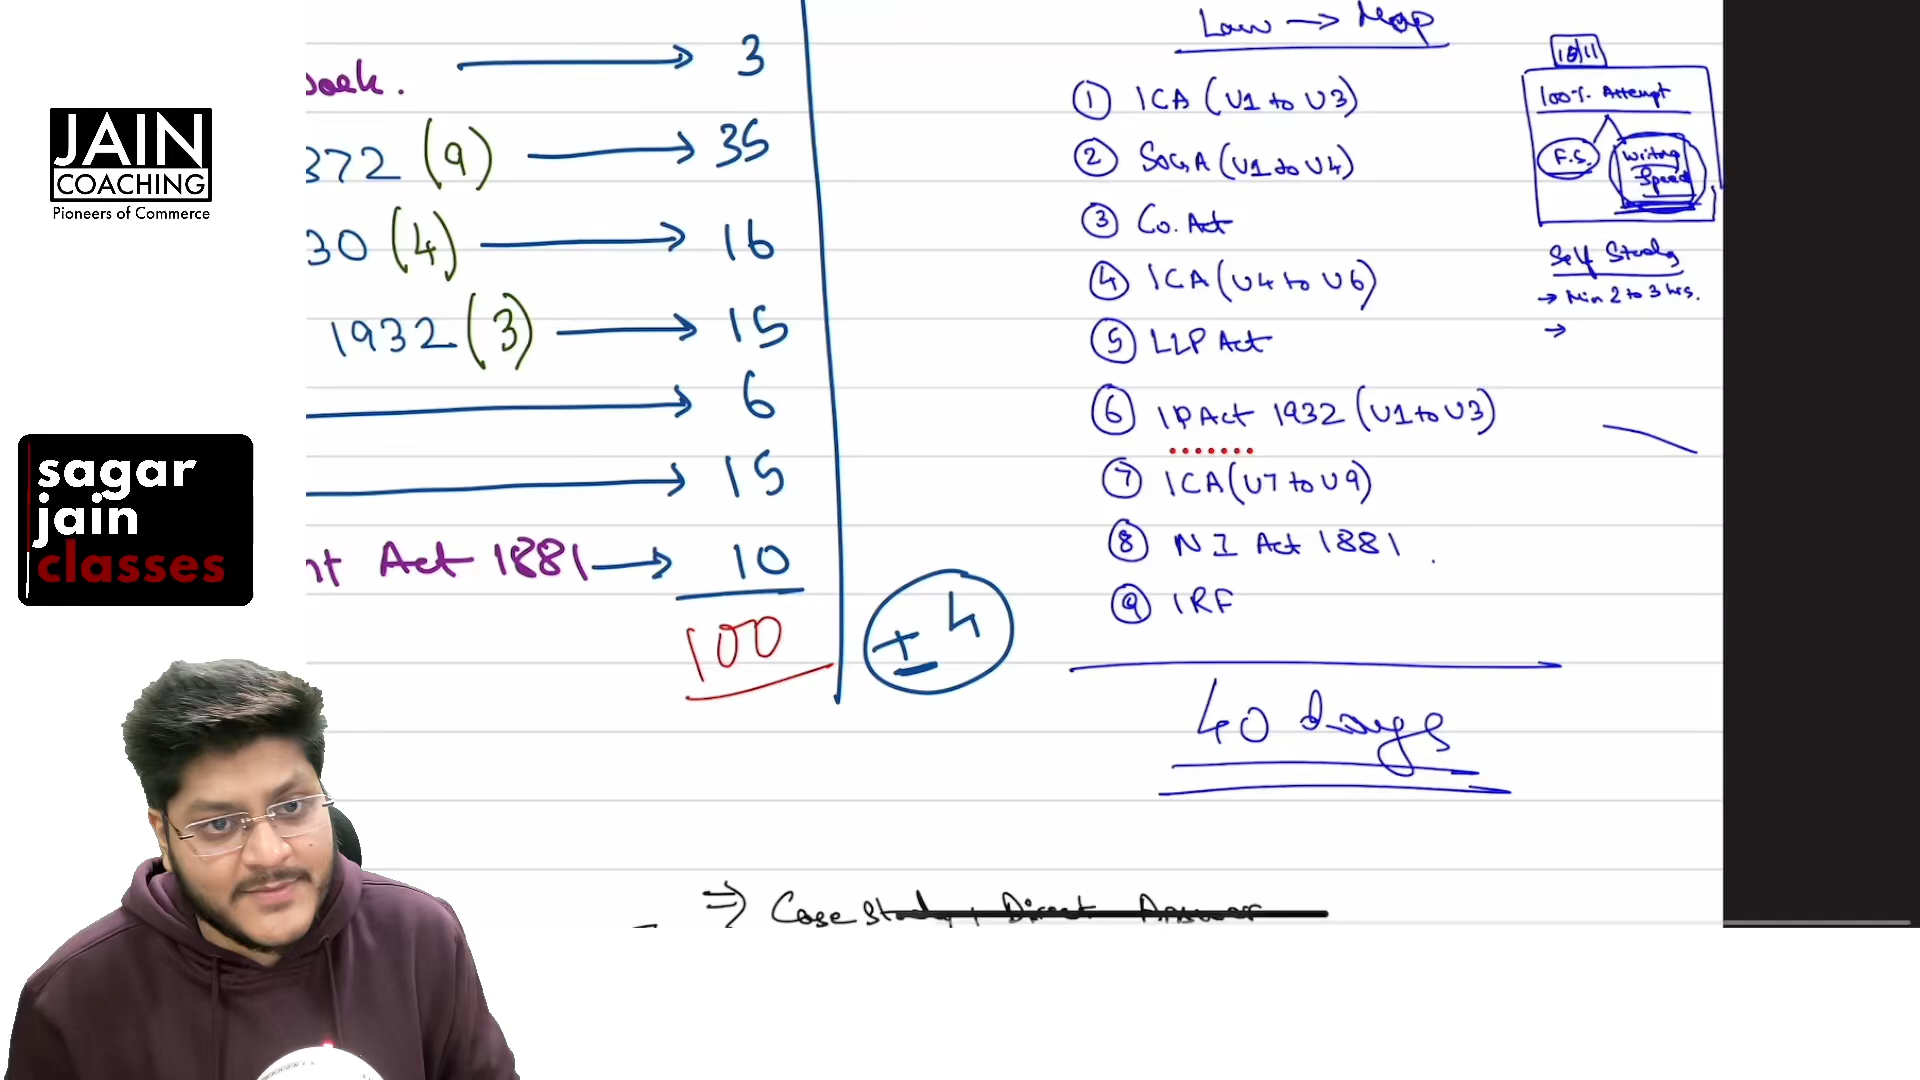 JAIN
COACHING
Pioneers of Commerce
sagar
jain
classes
3
372 (9) → 35
30 (4) → 16
1932 (3) → 15
→ 6
→ 15
nt Act 1881 → 10
100
± 4
Law → Map
① ICA (U1 to U3)
② SOGA (U1 to U4)
③ Co. Act
④ ICA (U4 to U6)
⑤ LLP Act
⑥ IP Act 1932 (U1 to U3)
⑦ ICA (U7 to U9)
⑧ N I Act 1881
⑨ IRF
40 days
100% Attempt
F.S.
Writing
Speed
Self Study
→ Min 2 to 3 hrs.
→
⇒ Case Study, Direct Answer